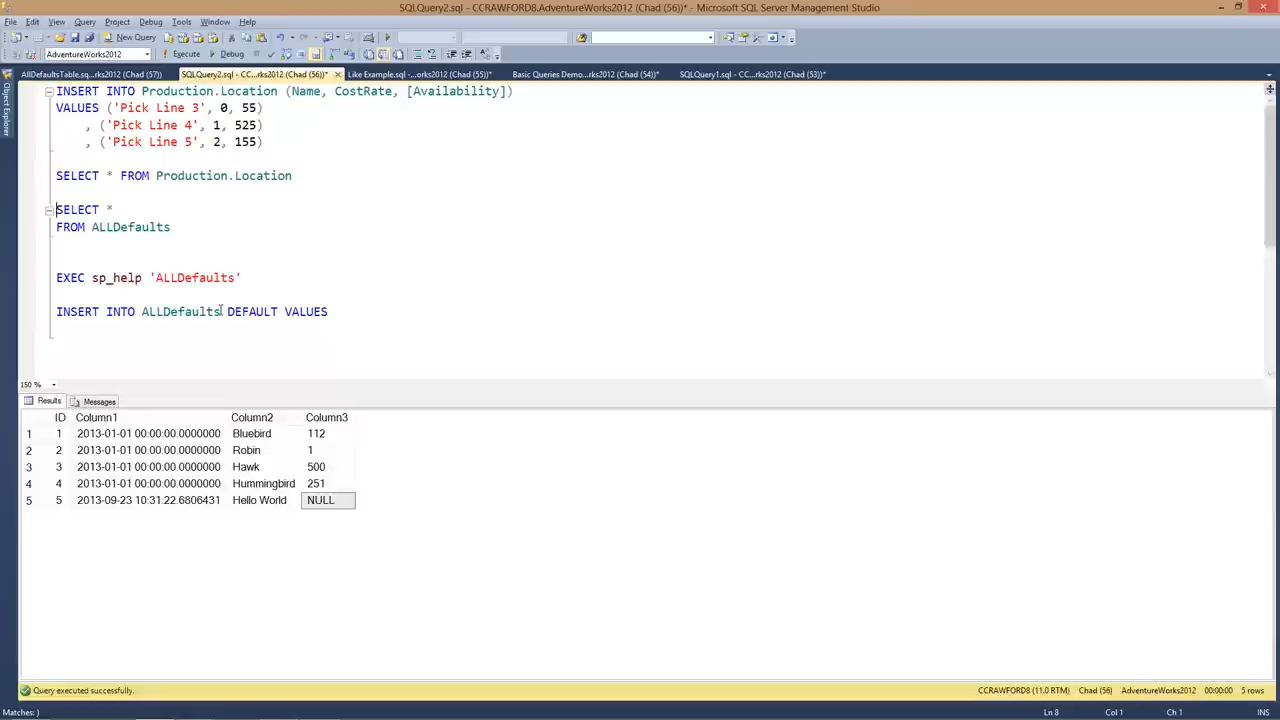 SQLQuery2.sql - CCRAWFORD8.AdventureWorks2012 (Chad (56))* - Microsoft SQL Server Management Studio
File Edit View Query Project Debug Tools Window Help
New Query
AdventureWorks2012 Execute Debug
AllDefaultsTable.sq...rks2012 (Chad (57)) SQLQuery2.sql - CC...rks2012 (Chad (56))* Like Example.sql -...orks2012 (Chad (55))* Basic Queries Demo...rks2012 (Chad (54))* SQLQuery1.sql - CC...rks2012 (Chad (53))*
Object Explorer
INSERT INTO Production.Location (Name, CostRate, [Availability])
VALUES ('Pick Line 3', 0, 55)
, ('Pick Line 4', 1, 525)
, ('Pick Line 5', 2, 155)
SELECT * FROM Production.Location
SELECT *
FROM ALLDefaults
EXEC sp_help 'ALLDefaults'
INSERT INTO ALLDefaults DEFAULT VALUES
150 %
Results Messages
ID Column1 Column2 Column3
1 1 2013-01-01 00:00:00.0000000 Bluebird 112
2 2 2013-01-01 00:00:00.0000000 Robin 1
3 3 2013-01-01 00:00:00.0000000 Hawk 500
4 4 2013-01-01 00:00:00.0000000 Hummingbird 251
5 5 2013-09-23 10:31:22.6806431 Hello World NULL
Query executed successfully. CCRAWFORD8 (11.0 RTM) Chad (56) AdventureWorks2012 00:00:00 5 rows
Matches: ) Ln 8 Col 1 Ch 1 INS